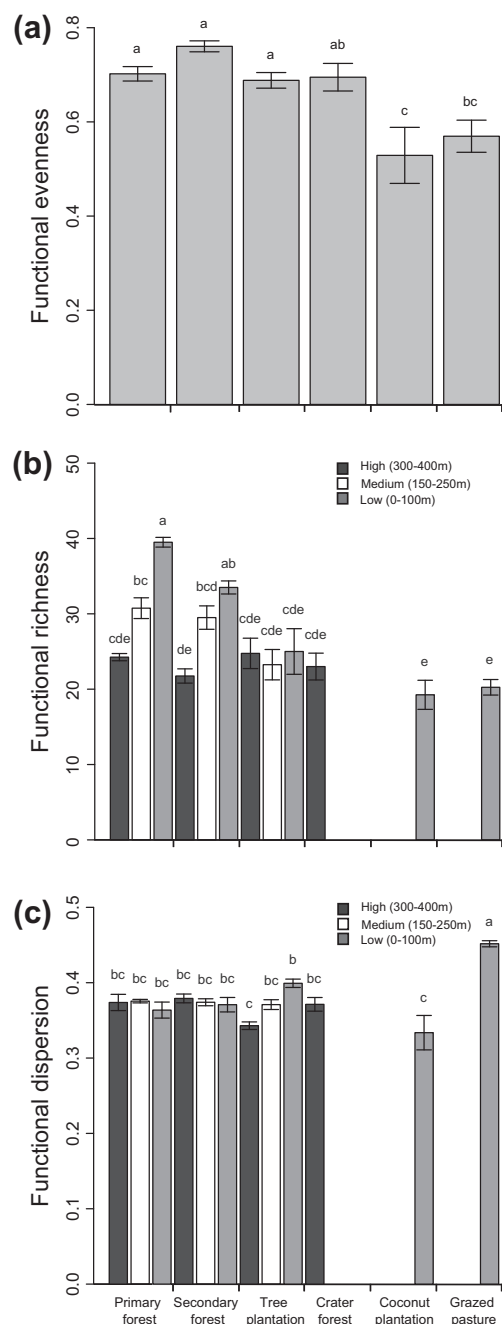 (a)
Functional evenness
0.8
0.6
0.4
0.2
0.0
a
a
a
ab
c
bc
(b)
Functional richness
50
40
30
20
10
0
High (300-400m)
Medium (150-250m)
Low (0-100m)
cde
bc
a
de
bcd
ab
cde
cde
cde
cde
e
e
(c)
Functional dispersion
0.5
0.4
0.3
0.2
0.1
0.0
High (300-400m)
Medium (150-250m)
Low (0-100m)
bc
bc
bc
bc
bc
bc
c
bc
b
bc
c
a
Primary
forest
Secondary
forest
Tree
plantation
Crater
forest
Coconut
plantation
Grazed
pasture